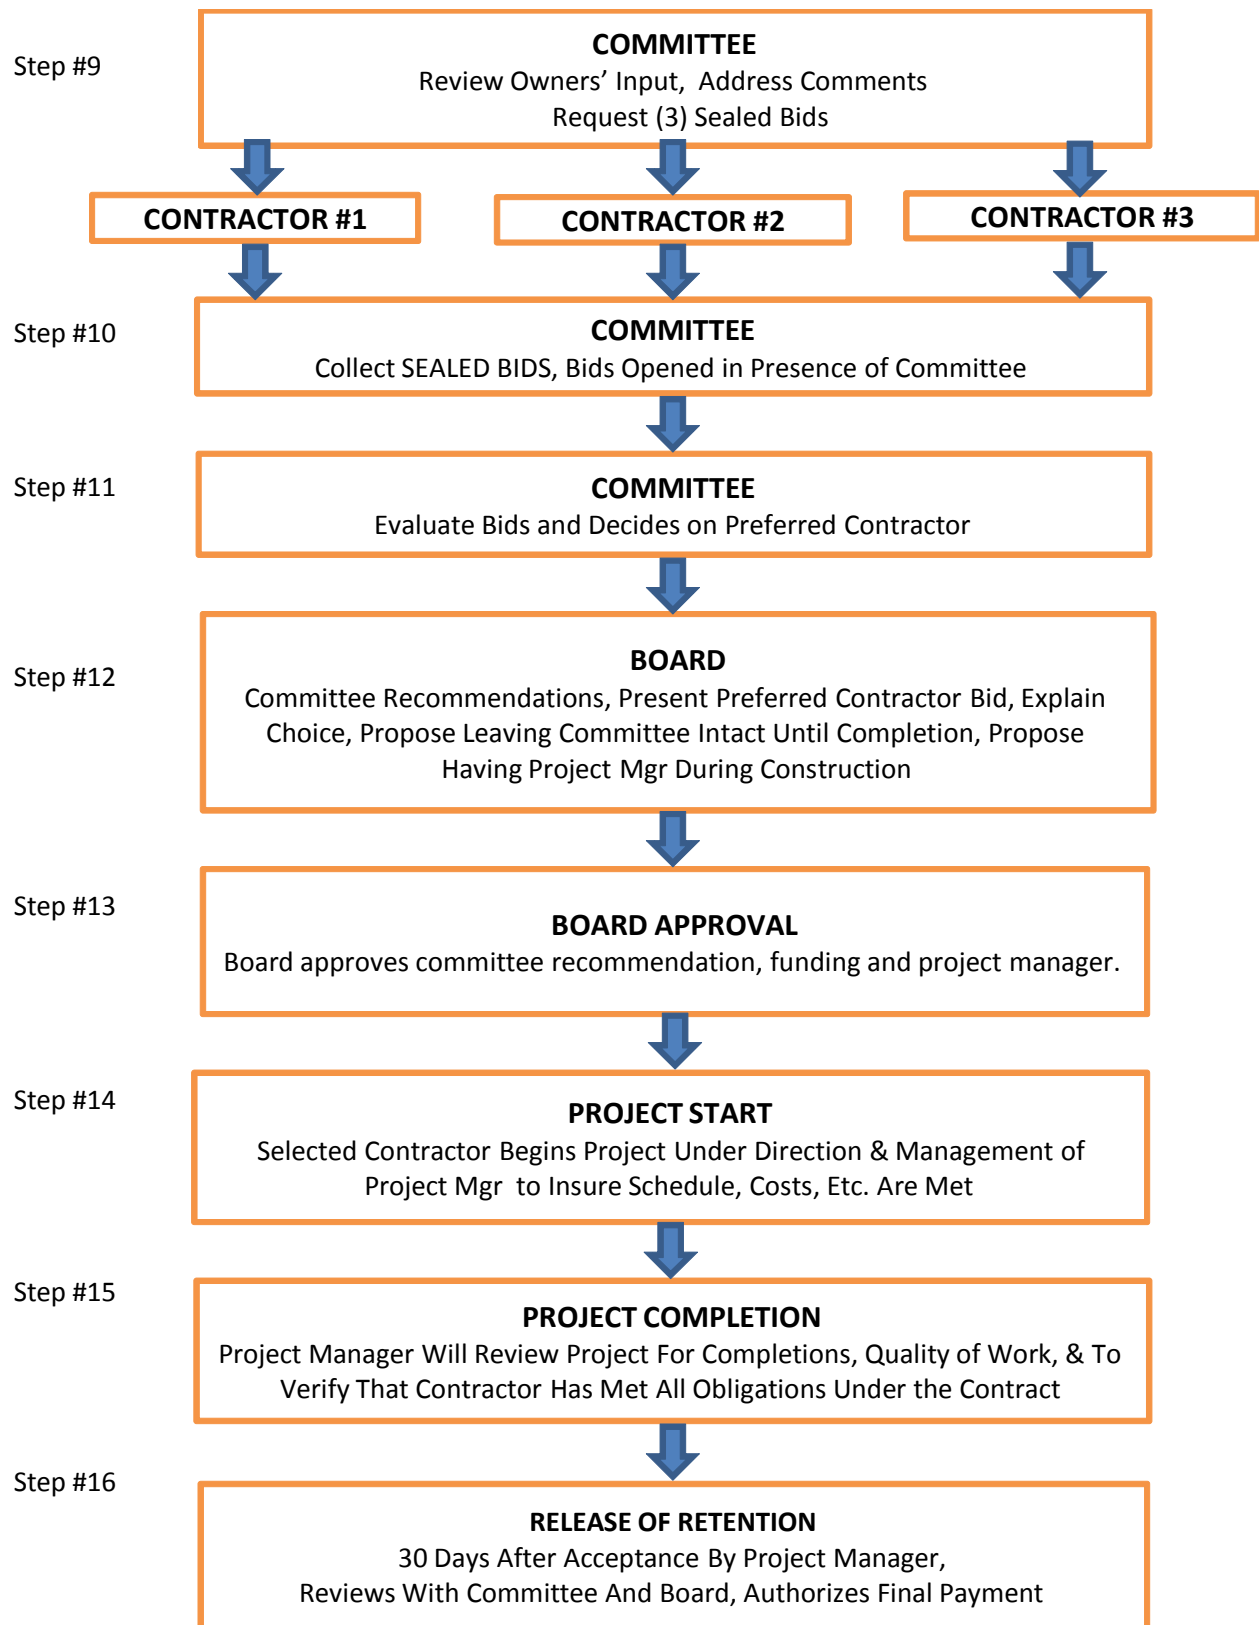 Step #9
COMMITTEE
Review Owners’ Input,  Address Comments
Request (3) Sealed Bids
CONTRACTOR #1
CONTRACTOR #2
CONTRACTOR #3
Step #10
COMMITTEE
Collect SEALED BIDS, Bids Opened in Presence of Committee
Step #11
COMMITTEE
Evaluate Bids and Decides on Preferred Contractor
Step #12
BOARD
Committee Recommendations, Present Preferred Contractor Bid, Explain
Choice, Propose Leaving Committee Intact Until Completion, Propose
Having Project Mgr During Construction
Step #13
BOARD APPROVAL
Board approves committee recommendation, funding and project manager.
Step #14
PROJECT START
Selected Contractor Begins Project Under Direction & Management of
Project Mgr  to Insure Schedule, Costs, Etc. Are Met
Step #15
PROJECT COMPLETION
Project Manager Will Review Project For Completions, Quality of Work, & To
Verify That Contractor Has Met All Obligations Under the Contract
Step #16
RELEASE OF RETENTION
30 Days After Acceptance By Project Manager,
Reviews With Committee And Board, Authorizes Final Payment